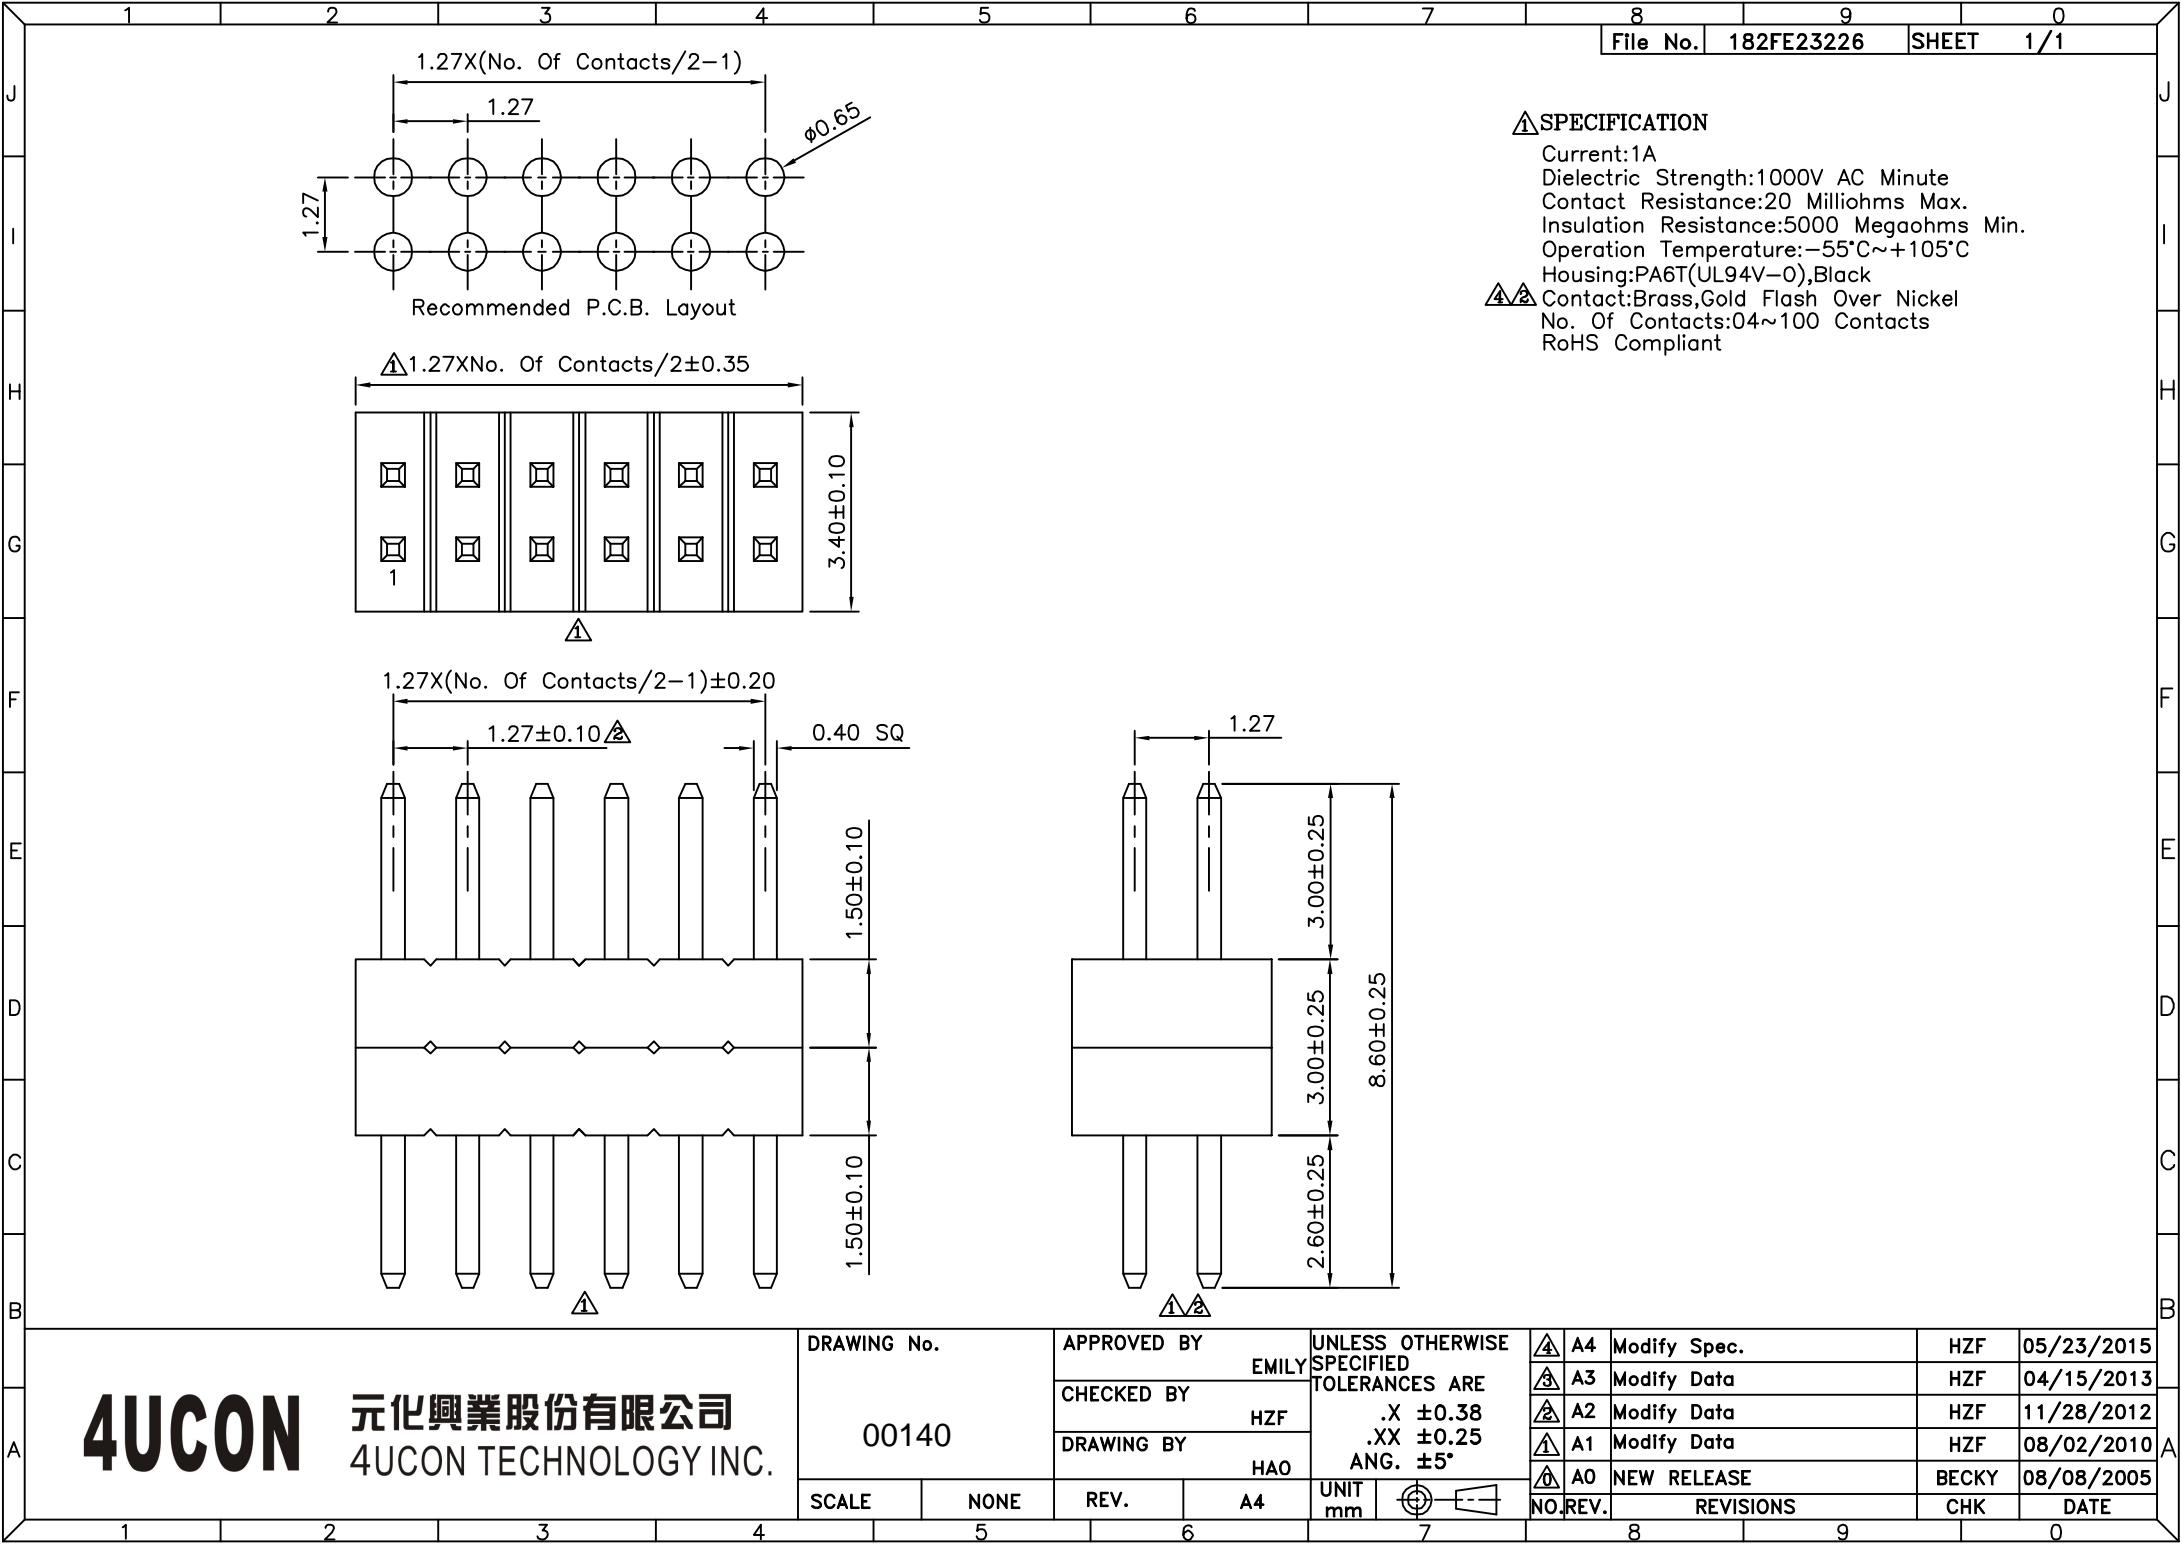 1 2 3 4 5 6 7 8 9 0
File No. 182FE23226 SHEET 1/1
J I H G F E D C B A
J I H G F E D C B A
1.27X(No. Of Contacts/2-1)
1.27
ø0.65
1.27
Recommended P.C.B. Layout
1 SPECIFICATION
Current:1A
Dielectric Strength:1000V AC Minute
Contact Resistance:20 Milliohms Max.
Insulation Resistance:5000 Megaohms Min.
Operation Temperature:-55°C~+105°C
Housing:PA6T(UL94V-0),Black
4 2 Contact:Brass,Gold Flash Over Nickel
No. Of Contacts:04~100 Contacts
RoHS Compliant
1 1.27XNo. Of Contacts/2±0.35
3.40±0.10
1
1
1.27X(No. Of Contacts/2-1)±0.20
1.27±0.10 2
0.40 SQ
1.50±0.10
1.50±0.10
1
1.27
3.00±0.25
3.00±0.25
8.60±0.25
2.60±0.25
1 2
4UCON
元化興業股份有限公司
4UCON TECHNOLOGY INC.
DRAWING No.
00140
SCALE NONE
APPROVED BY
EMILY
CHECKED BY
HZF
DRAWING BY
HAO
REV. A4
UNLESS OTHERWISE
SPECIFIED
TOLERANCES ARE
.X ±0.38
.XX ±0.25
ANG. ±5°
UNIT
mm
4 A4 Modify Spec. HZF 05/23/2015
3 A3 Modify Data HZF 04/15/2013
2 A2 Modify Data HZF 11/28/2012
1 A1 Modify Data HZF 08/02/2010
0 A0 NEW RELEASE BECKY 08/08/2005
NO. REV. REVISIONS CHK DATE
1 2 3 4 5 6 7 8 9 0